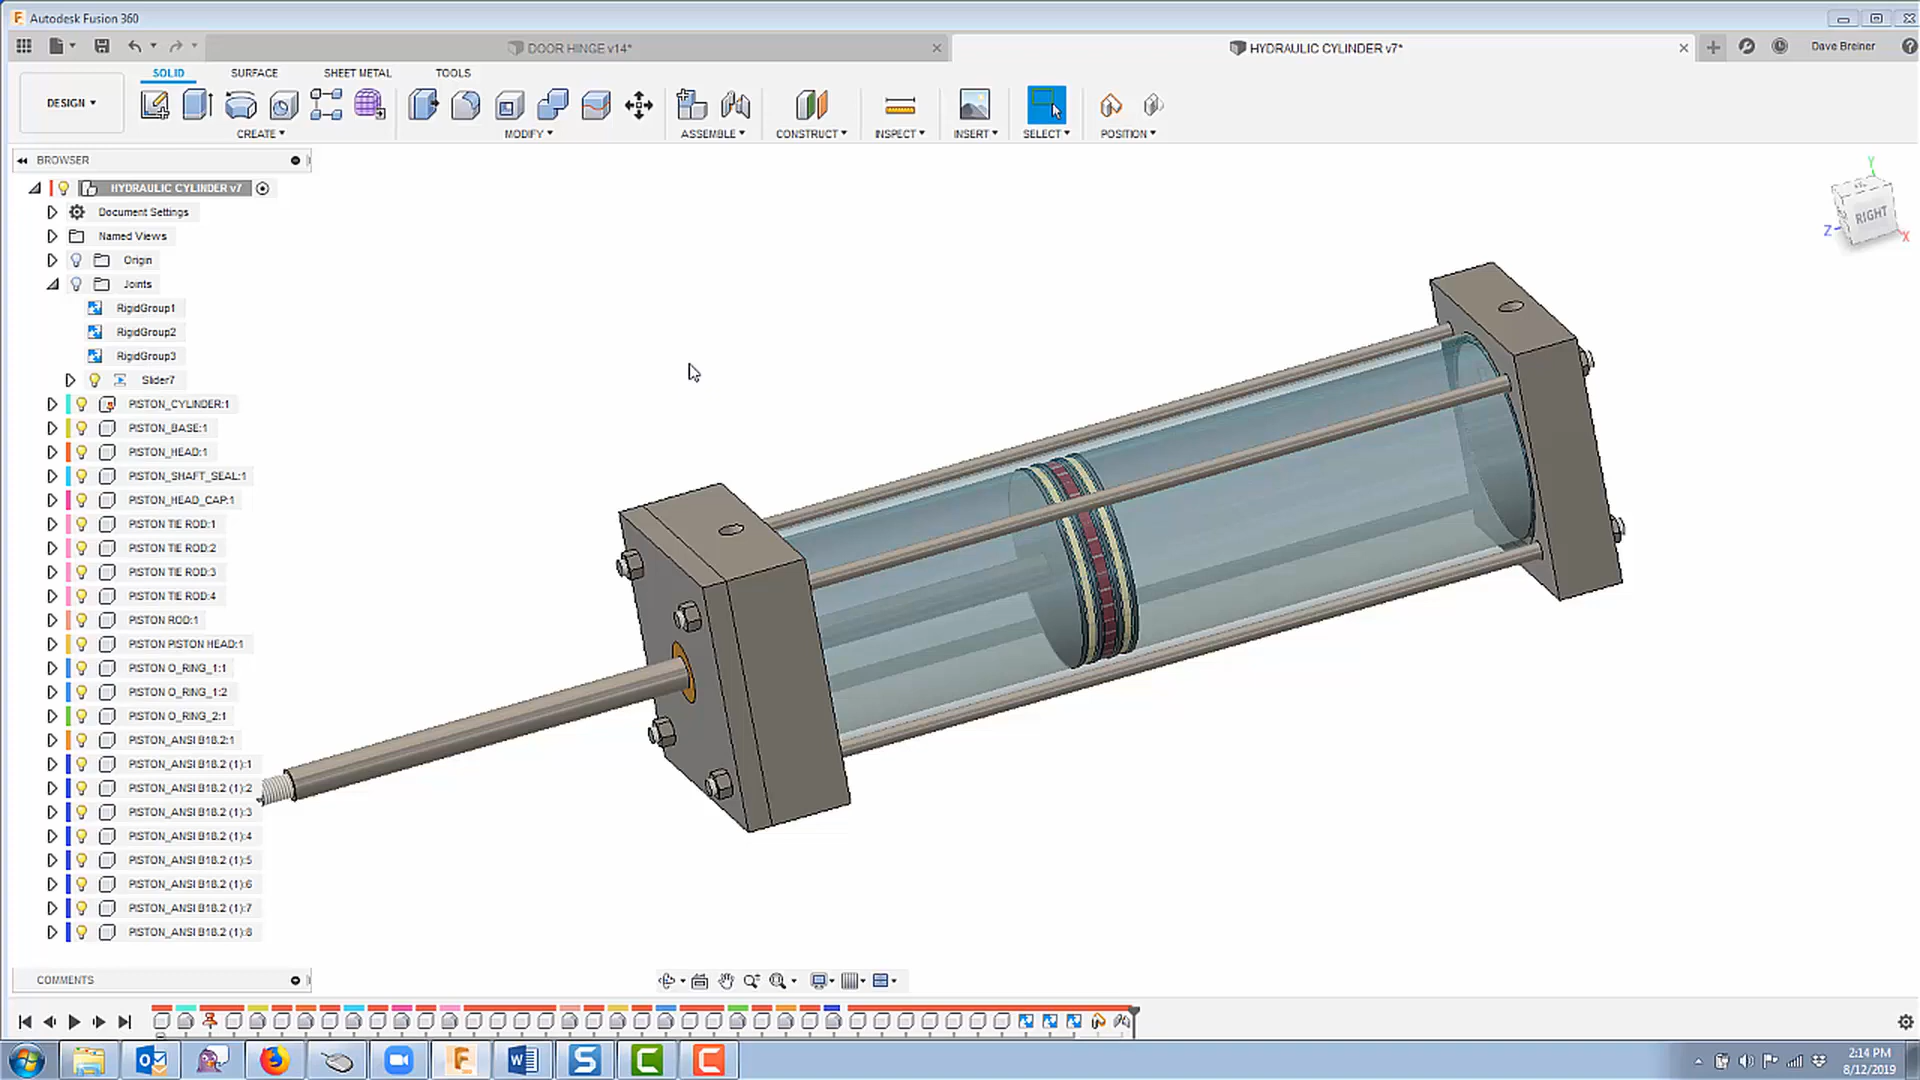 Autodesk Fusion 360
DOOR HINGE v14*
HYDRAULIC CYLINDER v7*
Dave Breiner
DESIGN
SOLID
SURFACE
SHEET METAL
TOOLS
CREATE
MODIFY
ASSEMBLE
CONSTRUCT
INSPECT
INSERT
SELECT
POSITION
BROWSER
HYDRAULIC CYLINDER v7
Document Settings
Named Views
Origin
Joints
RigidGroup1
RigidGroup2
RigidGroup3
Slider7
PISTON_CYLINDER:1
PISTON_BASE:1
PISTON_HEAD:1
PISTON_SHAFT_SEAL:1
PISTON_HEAD_CAP:1
PISTON TIE ROD:1
PISTON TIE ROD:2
PISTON TIE ROD:3
PISTON TIE ROD:4
PISTON ROD:1
PISTON PISTON HEAD:1
PISTON O_RING_1:1
PISTON O_RING_1:2
PISTON O_RING_2:1
PISTON_ANSI B18.2:1
PISTON_ANSI B18.2 (1):1
PISTON_ANSI B18.2 (1):2
PISTON_ANSI B18.2 (1):3
PISTON_ANSI B18.2 (1):4
PISTON_ANSI B18.2 (1):5
PISTON_ANSI B18.2 (1):6
PISTON_ANSI B18.2 (1):7
PISTON_ANSI B18.2 (1):8
Y
RIGHT
Z
X
COMMENTS
2:14 PM
8/12/2019